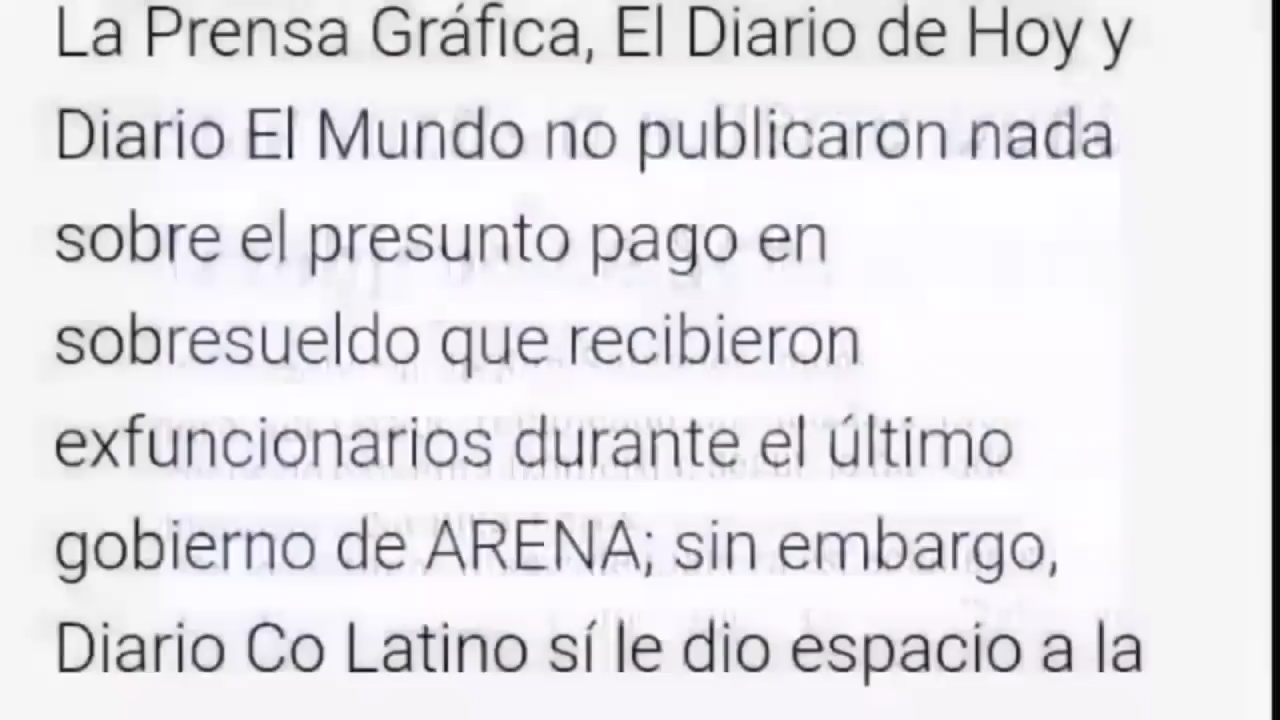 La Prensa Gráfica, El Diario de Hoy y
Diario El Mundo no publicaron nada
sobre el presunto pago en
sobresueldo que recibieron
exfuncionarios durante el último
gobierno de ARENA; sin embargo,
Diario Co Latino sí le dio espacio a la